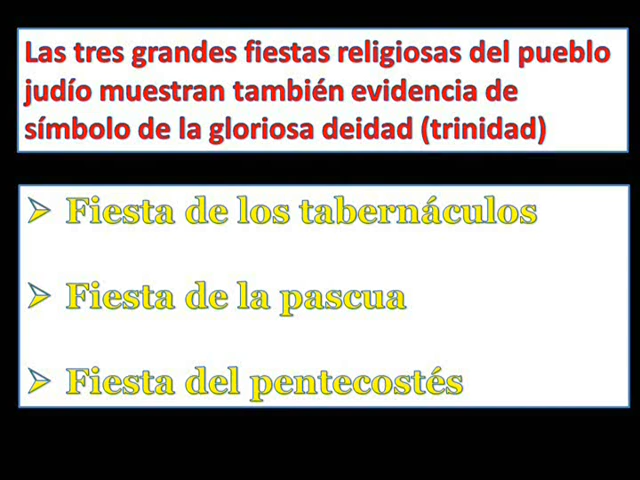 Las tres grandes fiestas religiosas del pueblo
judío muestran también evidencia de
símbolo de la gloriosa deidad (trinidad)
Fiesta de los tabernáculos
Fiesta de la pascua
Fiesta del pentecostés